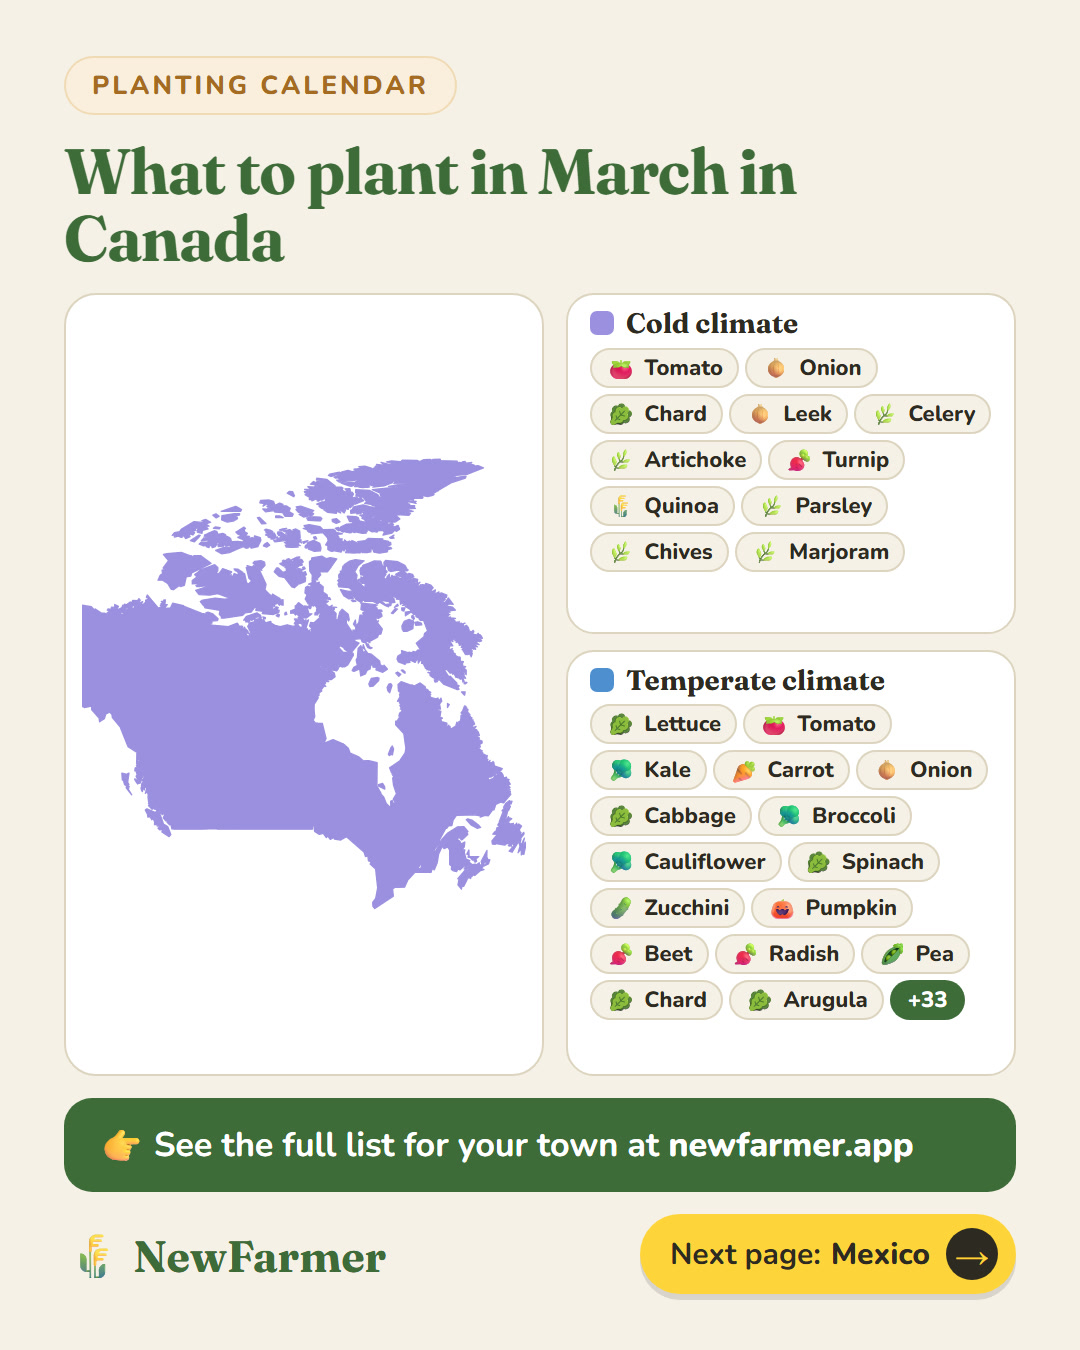 PLANTING CALENDAR
What to plant in March in
Canada
Cold climate
Tomato Onion
Chard Leek Celery
Artichoke Turnip
Quinoa Parsley
Chives Marjoram
Temperate climate
Lettuce Tomato
Kale Carrot Onion
Cabbage Broccoli
Cauliflower Spinach
Zucchini Pumpkin
Beet Radish Pea
Chard Arugula +33
See the full list for your town at newfarmer.app
NewFarmer
Next page: Mexico →